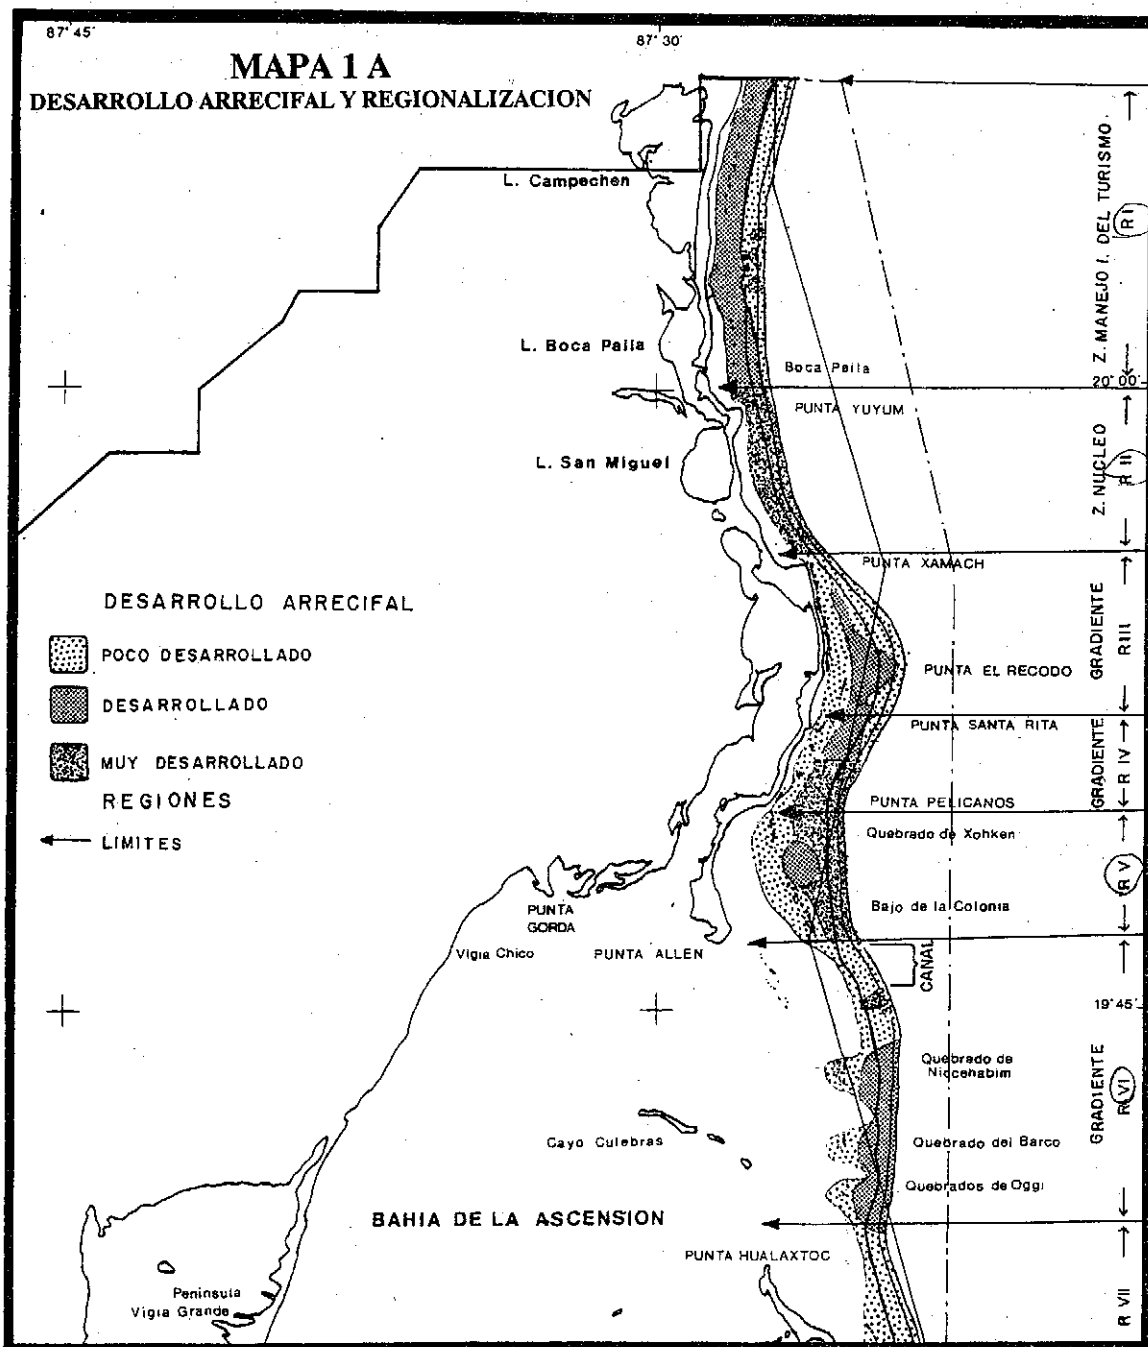 87° 45'
87° 30'
MAPA 1 A
DESARROLLO ARRECIFAL Y REGIONALIZACION
L. Campechen
Z. MANEJO I. DEL TURISMO
R I
L. Boca Paila
Boca Paila
20° 00'
PUNTA YUYUM
L. San Miguel
Z. NUCLEO
R II
PUNTA XAMACH
DESARROLLO ARRECIFAL
POCO DESARROLLADO
DESARROLLADO
MUY DESARROLLADO
REGIONES
LIMITES
GRADIENTE
RIII
PUNTA EL RECODO
PUNTA SANTA RITA
GRADIENTE
R IV
PUNTA PELICANOS
Quebrado de Xohken
R V
Bajo de la Colonia
PUNTA
GORDA
Vigia Chico
PUNTA ALLEN
CANAL
19° 45'
Quebrado de
Niccehabim
GRADIENTE
R VI
Cayo Culebras
Quebrado del Barco
Quebrados de Oggi
BAHIA DE LA ASCENSION
PUNTA HUALAXTOC
Peninsula
Vigia Grande
R VII